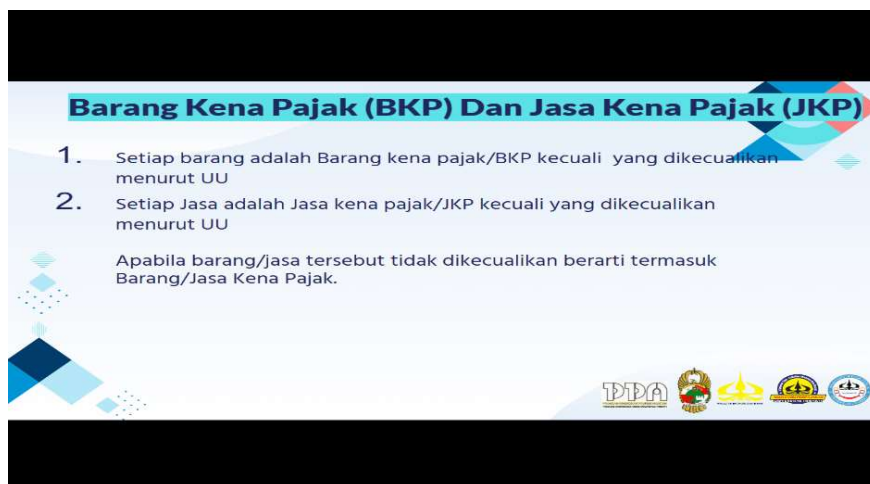 Barang Kena Pajak (BKP) Dan Jasa Kena Pajak (JKP)
1. Setiap barang adalah Barang kena pajak/BKP kecuali yang dikecualikan
menurut UU
2. Setiap Jasa adalah Jasa kena pajak/JKP kecuali yang dikecualikan
menurut UU
Apabila barang/jasa tersebut tidak dikecualikan berarti termasuk
Barang/Jasa Kena Pajak.